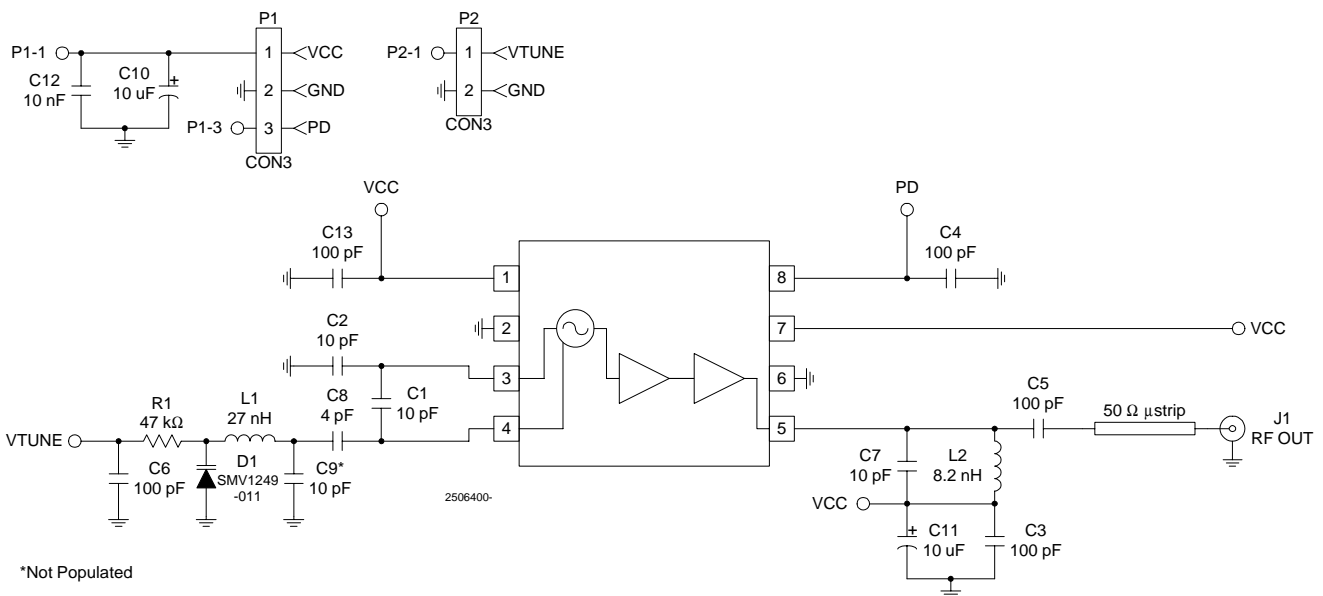 P1
P2
P1-1
1
VCC
P2-1
1
VTUNE
C12
10 nF
C10
10 uF
+
2
GND
2
GND
P1-3
3
PD
CON3
CON3
VCC
PD
C13
100 pF
C4
100 pF
1
8
C2
10 pF
2
7
VCC
3
6
C8
4 pF
C1
10 pF
R1
47 kΩ
L1
27 nH
C5
100 pF
50 Ω µstrip
J1
RF OUT
VTUNE
4
5
C6
100 pF
D1
SMV1249
-011
C9*
10 pF
C7
10 pF
L2
8.2 nH
2506400-
VCC
+
C11
10 uF
C3
100 pF
*Not Populated